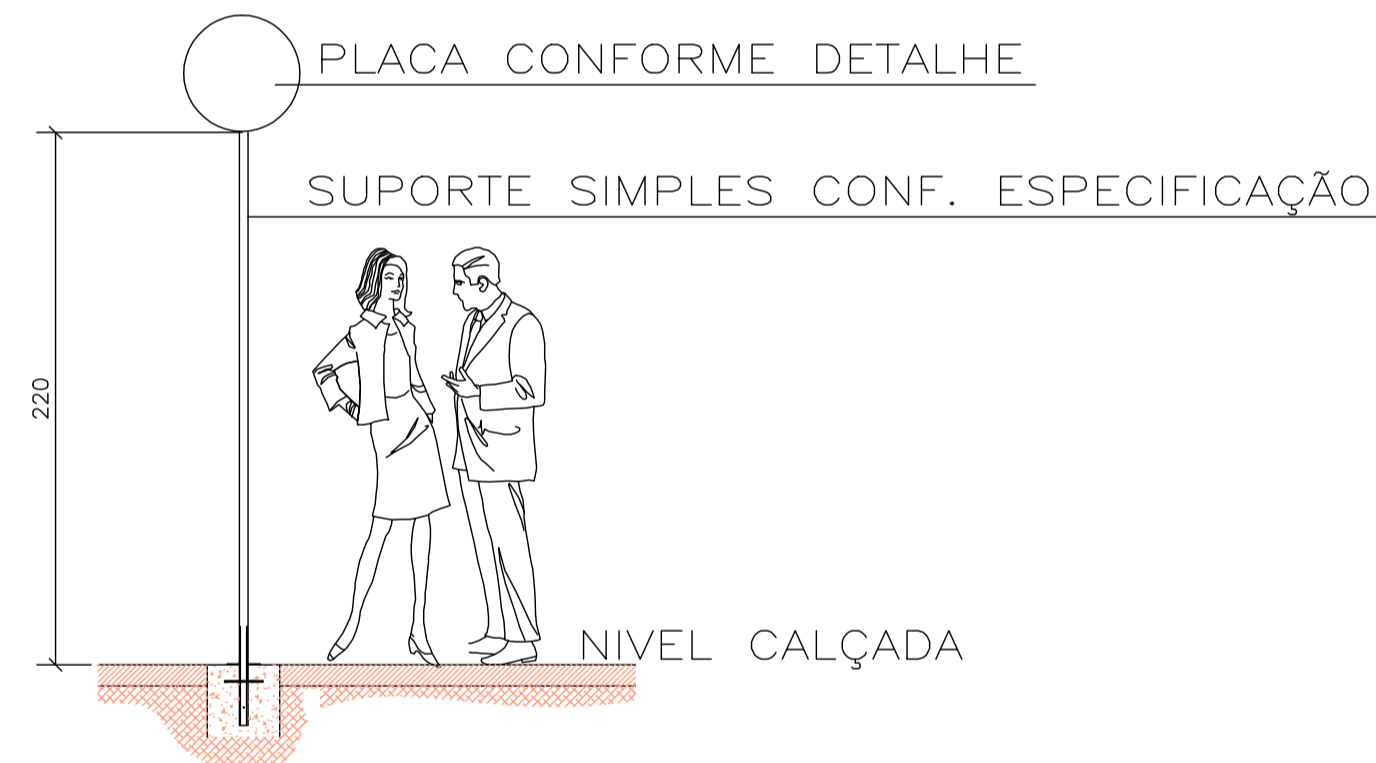 PLACA CONFORME DETALHE
SUPORTE SIMPLES CONF. ESPECIFICAÇÃO
220
NIVEL CALÇADA